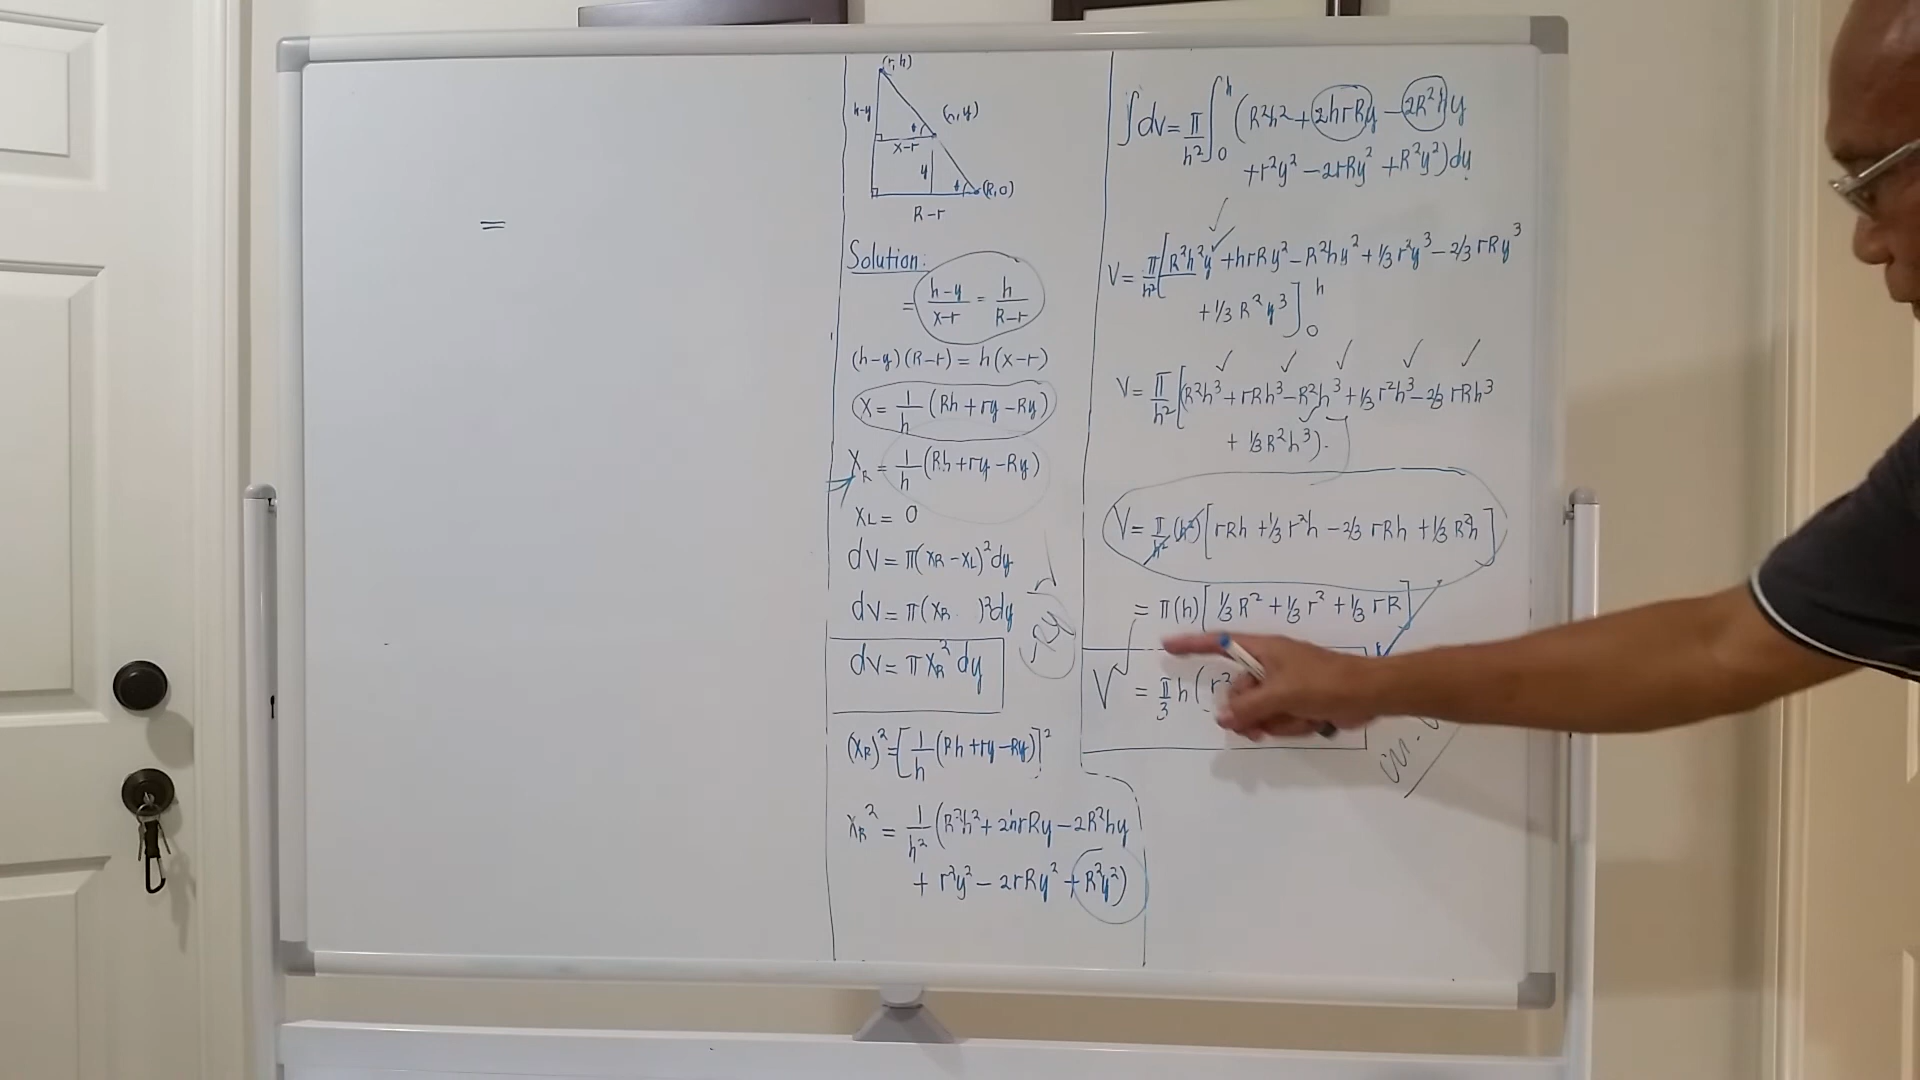 =
(r,h)
h-y
(x,y)
x-r
y
(R,0)
R-r
Solution:
= h-y/x-r = h/R-r
(h-y)(R-r) = h(x-r)
X = 1/h (Rh+ry-Ry)
X_R = 1/h (Rh+ry-Ry)
X_L = 0
dV = π(X_R - X_L)²dy
dV = π(X_R )²dy
dV = πX_R² dy
(X_R)² = [1/h (Rh+ry-Ry)]²
X_R² = 1/h² (R²h²+2hrRy-2R²hy
+ r²y² - 2rRy² + R²y²)
-Ry
∫dV = π/h² ∫₀ʰ (R²h²+2hrRy-2R²hy
+r²y² - 2rRy² + R²y²)dy
V = π/h² [R²h²y + hrRy² - R²hy² + 1/3 r²y³ - 2/3 rRy³
+ 1/3 R²y³]₀ʰ
V = π/h² [(R²h³ + rRh³ - R²h³ + 1/3 r²h³ - 2/3 rRh³
+ 1/3 R²h³).
V = π/h² (h²) [rRh + 1/3 r²h - 2/3 rRh + 1/3 R²h]
= π(h) [1/3 R² + 1/3 r² + 1/3 rR]
V = π/3 h (r²